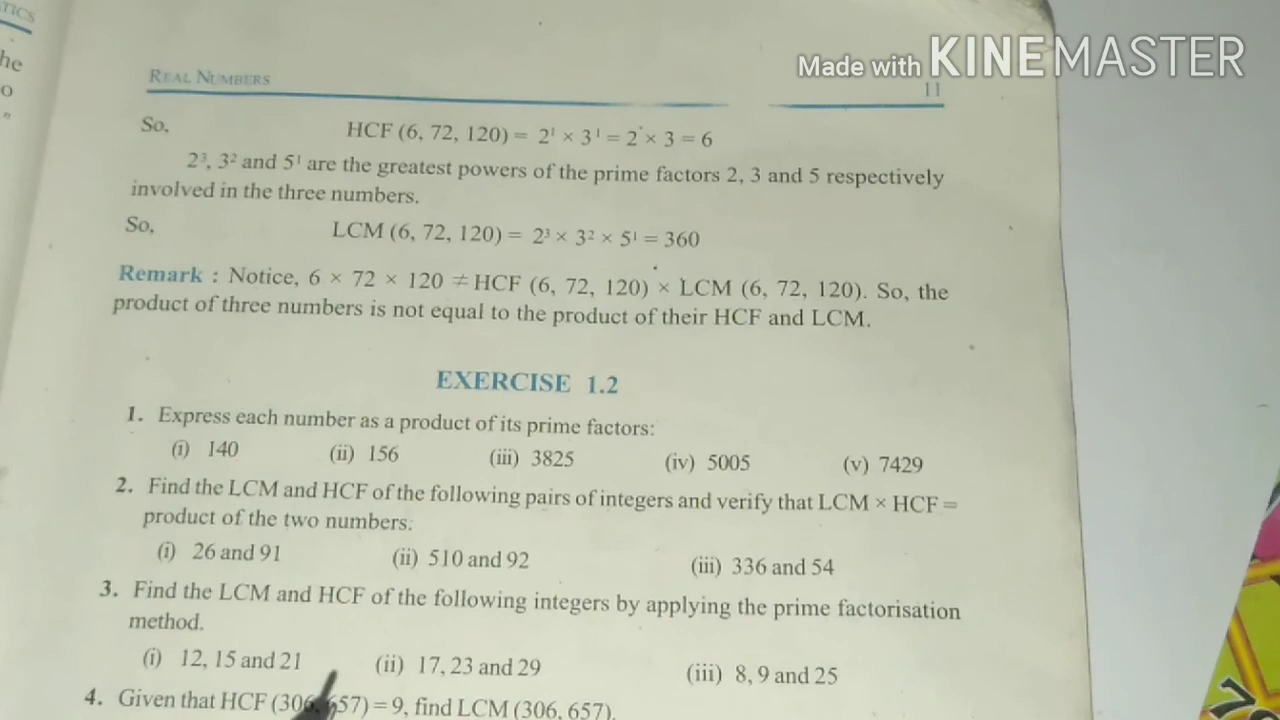 TICS
he
o
"
Made with KINEMASTER
REAL NUMBERS 11
So, HCF (6, 72, 120) = 2¹ × 3¹ = 2 × 3 = 6
2³, 3² and 5¹ are the greatest powers of the prime factors 2, 3 and 5 respectively
involved in the three numbers.
So, LCM (6, 72, 120) = 2³ × 3² × 5¹ = 360
Remark : Notice, 6 × 72 × 120 ≠ HCF (6, 72, 120) × LCM (6, 72, 120). So, the
product of three numbers is not equal to the product of their HCF and LCM.
EXERCISE 1.2
1. Express each number as a product of its prime factors:
(i) 140 (ii) 156 (iii) 3825 (iv) 5005 (v) 7429
2. Find the LCM and HCF of the following pairs of integers and verify that LCM × HCF =
product of the two numbers.
(i) 26 and 91 (ii) 510 and 92 (iii) 336 and 54
3. Find the LCM and HCF of the following integers by applying the prime factorisation
method.
(i) 12, 15 and 21 (ii) 17, 23 and 29 (iii) 8, 9 and 25
4. Given that HCF (306, 657) = 9, find LCM (306, 657).